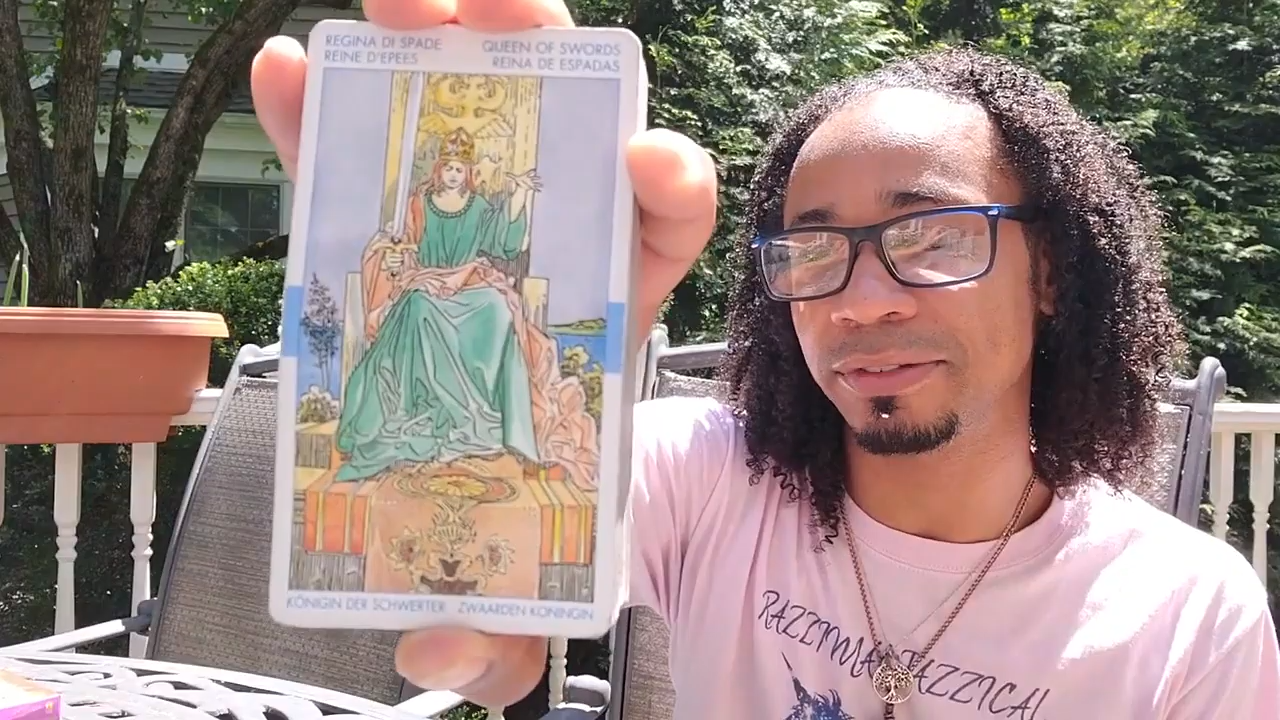 REGINA DI SPADE
REINE D'EPEES
QUEEN OF SWORDS
REINA DE ESPADAS
KÖNIGIN DER SCHWERTER
ZWAARDEN KONINGIN